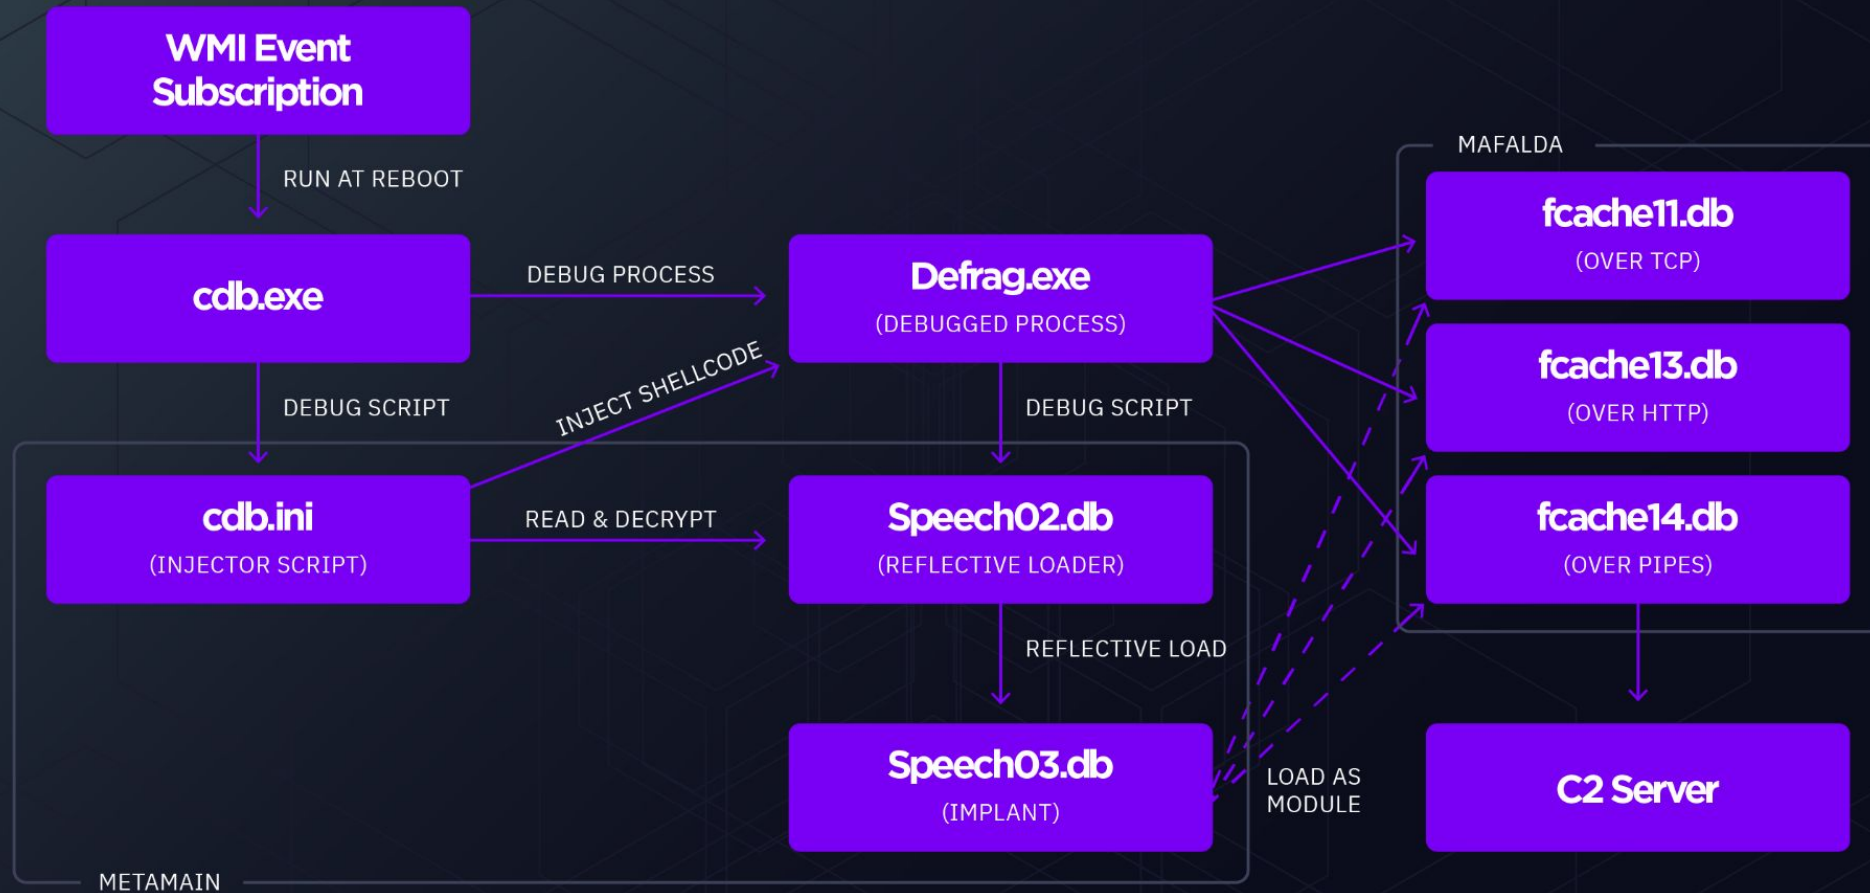 WMI Event
Subscription
RUN AT REBOOT
cdb.exe
DEBUG PROCESS
Defrag.exe
(DEBUGGED PROCESS)
DEBUG SCRIPT
INJECT SHELLCODE
DEBUG SCRIPT
cdb.ini
(INJECTOR SCRIPT)
READ & DECRYPT
Speech02.db
(REFLECTIVE LOADER)
REFLECTIVE LOAD
Speech03.db
(IMPLANT)
METAMAIN
LOAD AS
MODULE
MAFALDA
fcache11.db
(OVER TCP)
fcache13.db
(OVER HTTP)
fcache14.db
(OVER PIPES)
C2 Server